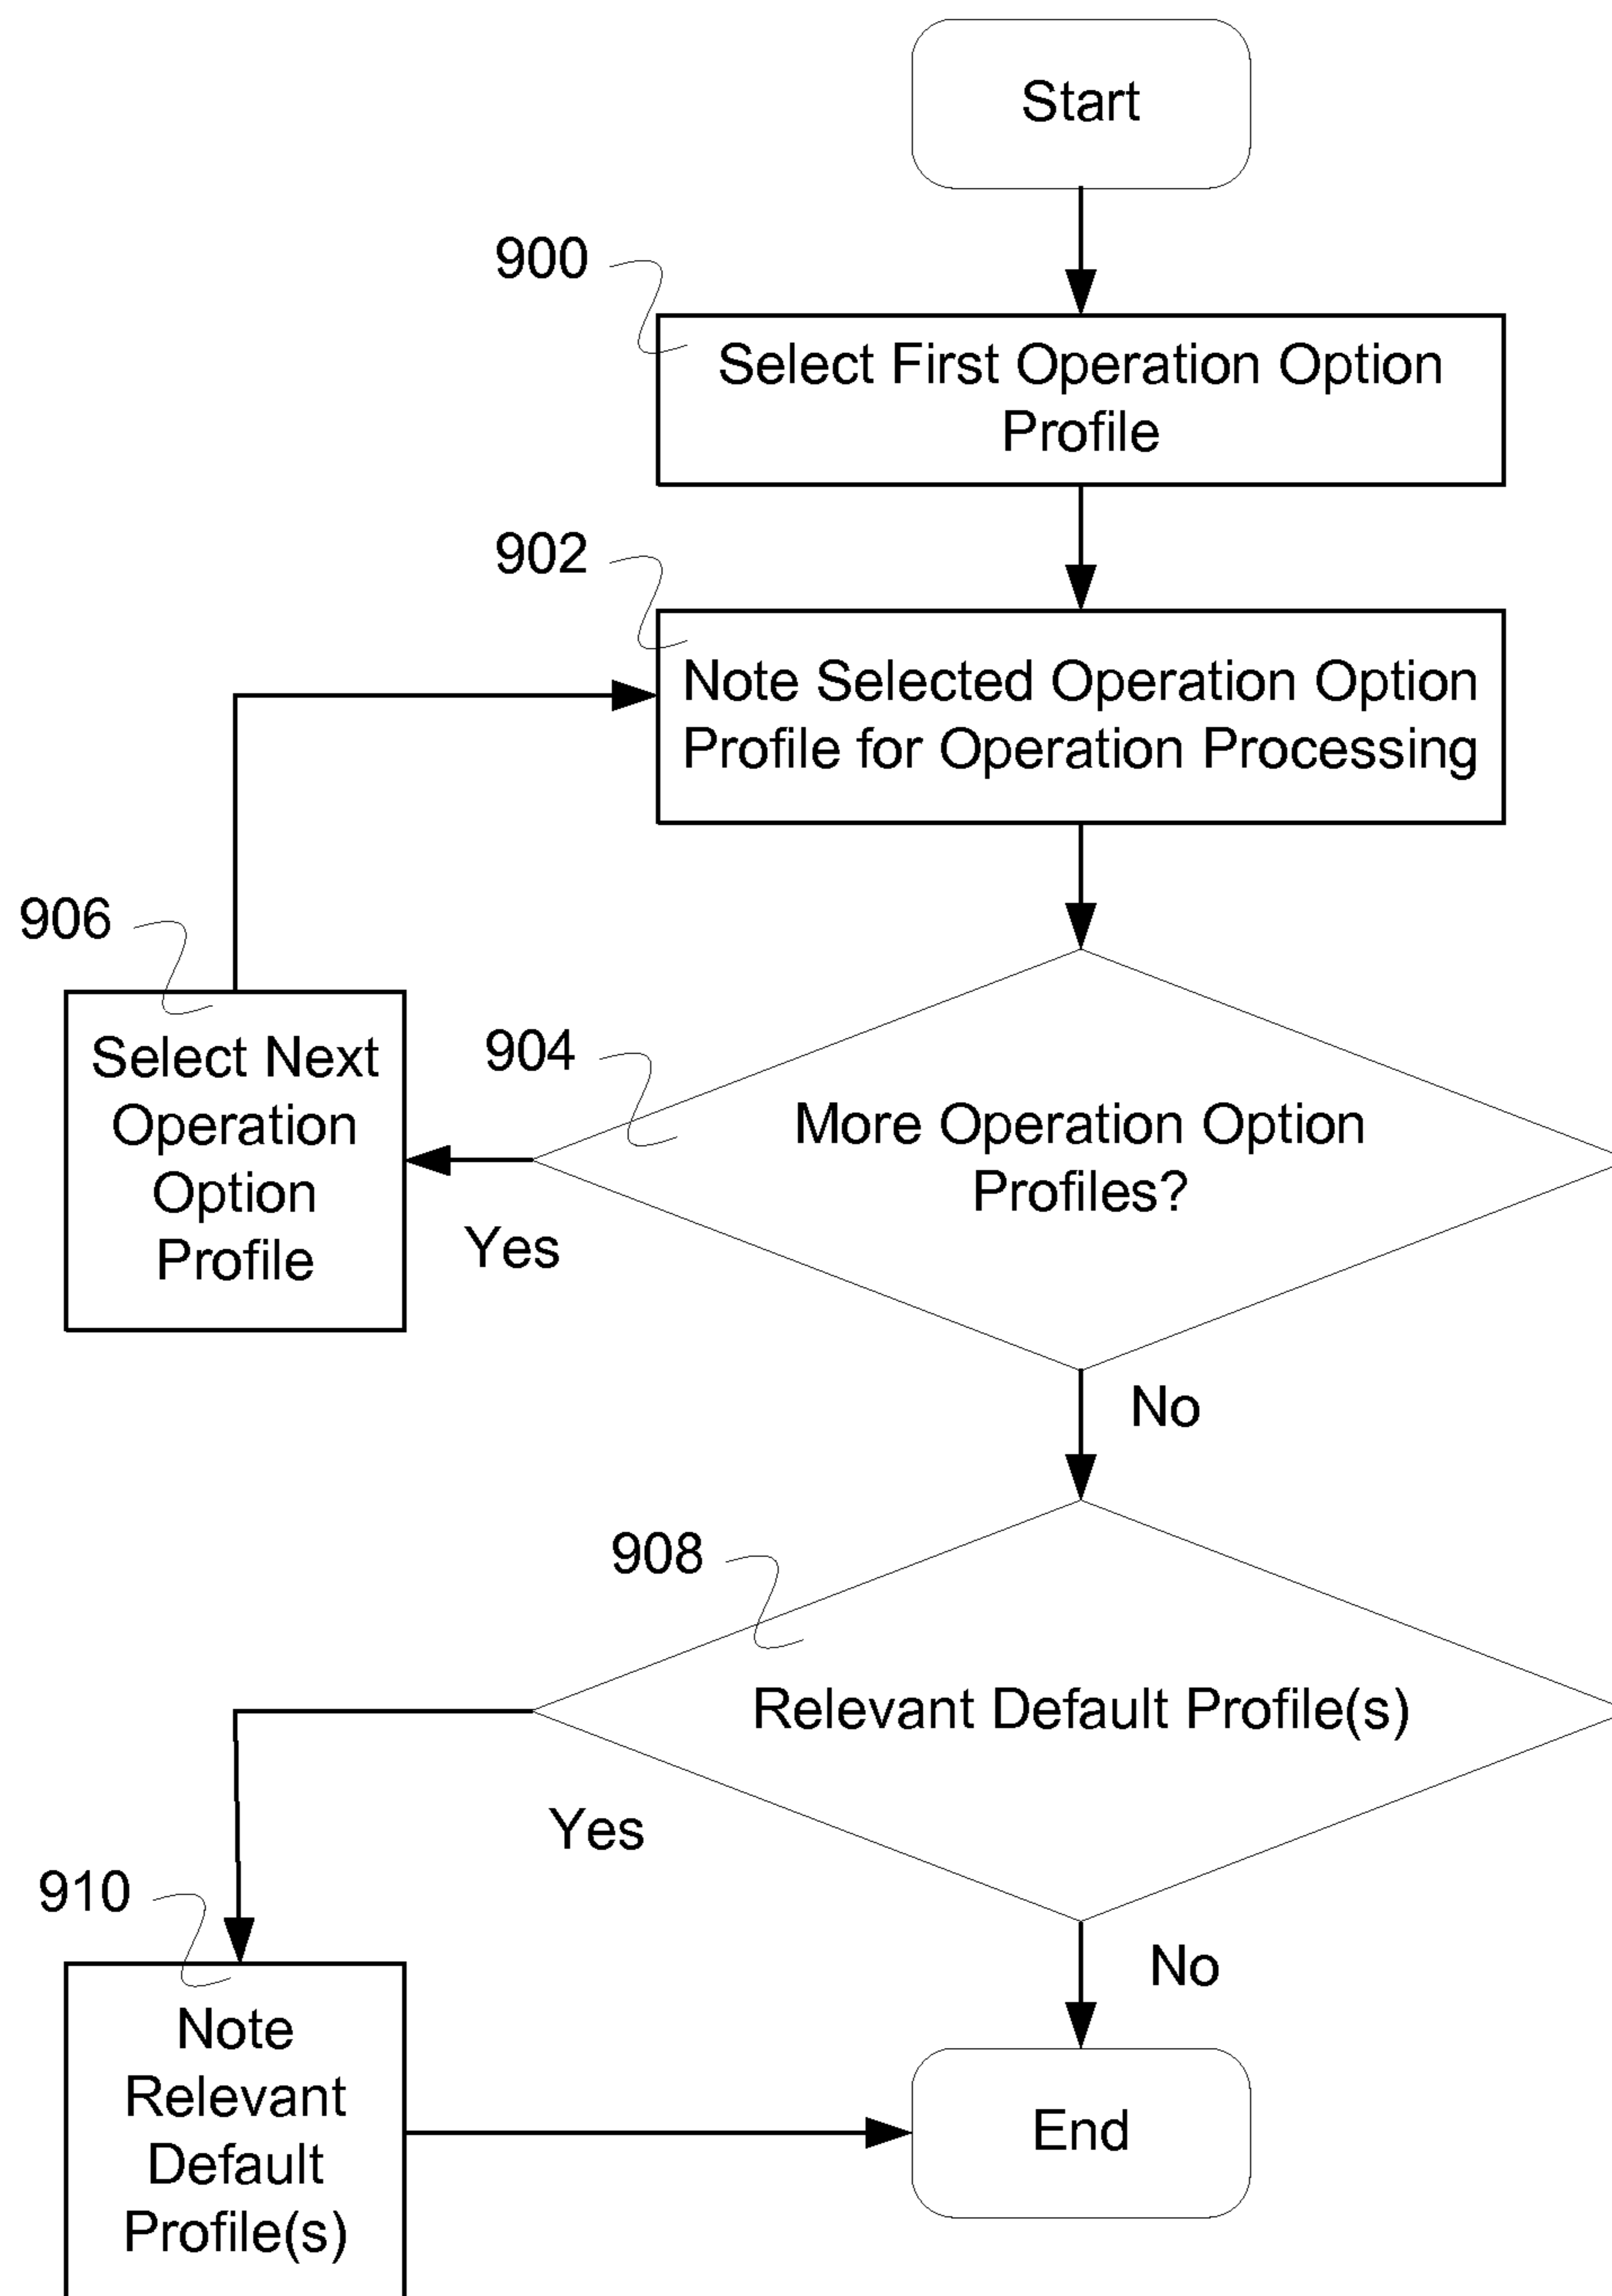 Start
900
Select First Operation Option
Profile
902
Note Selected Operation Option
Profile for Operation Processing
906
Select Next
Operation
Option
Profile
904
More Operation Option
Profiles?
Yes
No
908
Relevant Default Profile(s)
Yes
No
910
Note
Relevant
Default
Profile(s)
End